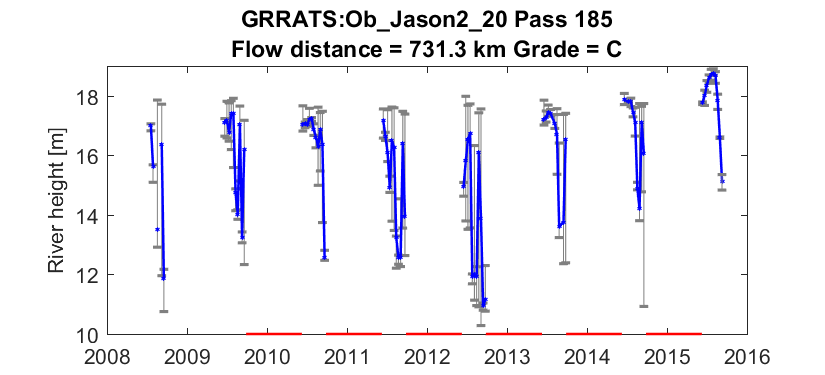 GRRATS:Ob_Jason2_20 Pass 185
Flow distance = 731.3 km Grade = C
River height [m]
18
16
14
12
10
2008 2009 2010 2011 2012 2013 2014 2015 2016